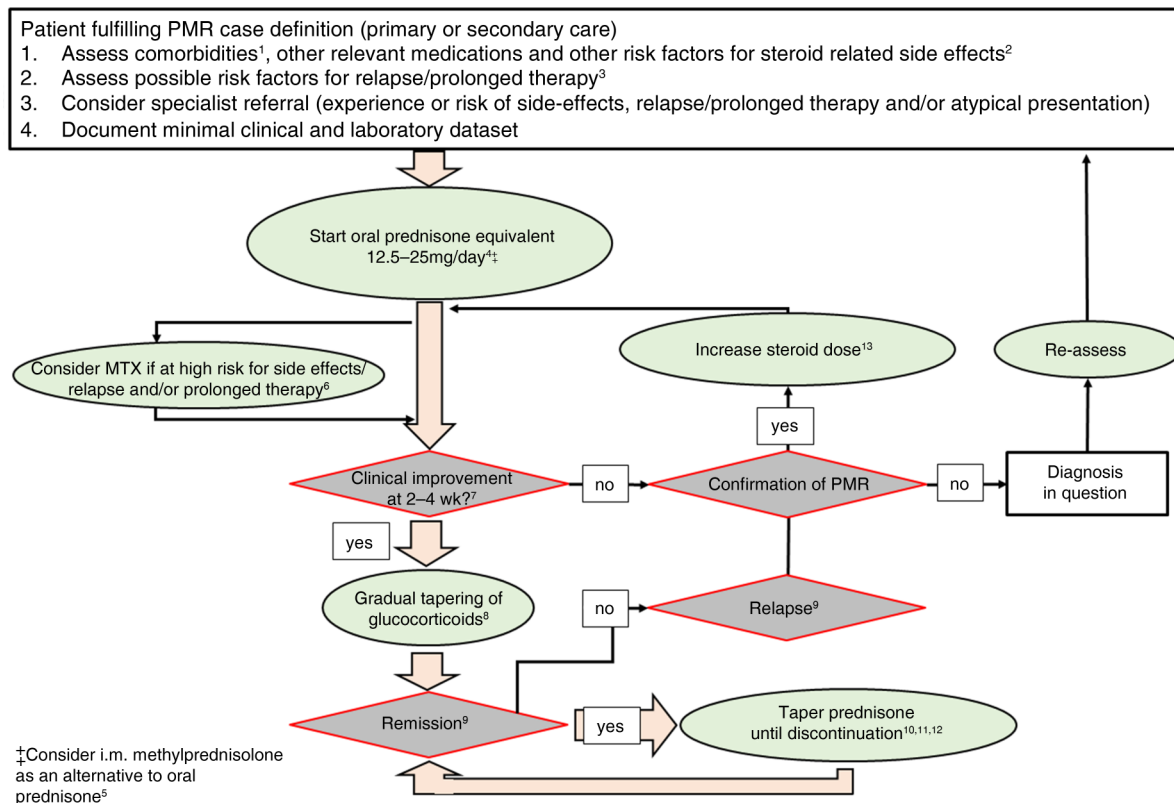 Patient fulfilling PMR case definition (primary or secondary care)
1. Assess comorbidities¹, other relevant medications and other risk factors for steroid related side effects²
2. Assess possible risk factors for relapse/prolonged therapy³
3. Consider specialist referral (experience or risk of side-effects, relapse/prolonged therapy and/or atypical presentation)
4. Document minimal clinical and laboratory dataset
Start oral prednisone equivalent
12.5–25mg/day⁴‡
Consider MTX if at high risk for side effects/
relapse and/or prolonged therapy⁶
Increase steroid dose¹³
Re-assess
yes
Clinical improvement
at 2–4 wk?⁷
no
Confirmation of PMR
no
Diagnosis
in question
yes
Gradual tapering of
glucocorticoids⁸
no
Relapse⁹
Remission⁹
yes
Taper prednisone
until discontinuation¹⁰,¹¹,¹²
‡Consider i.m. methylprednisolone
as an alternative to oral
prednisone⁵